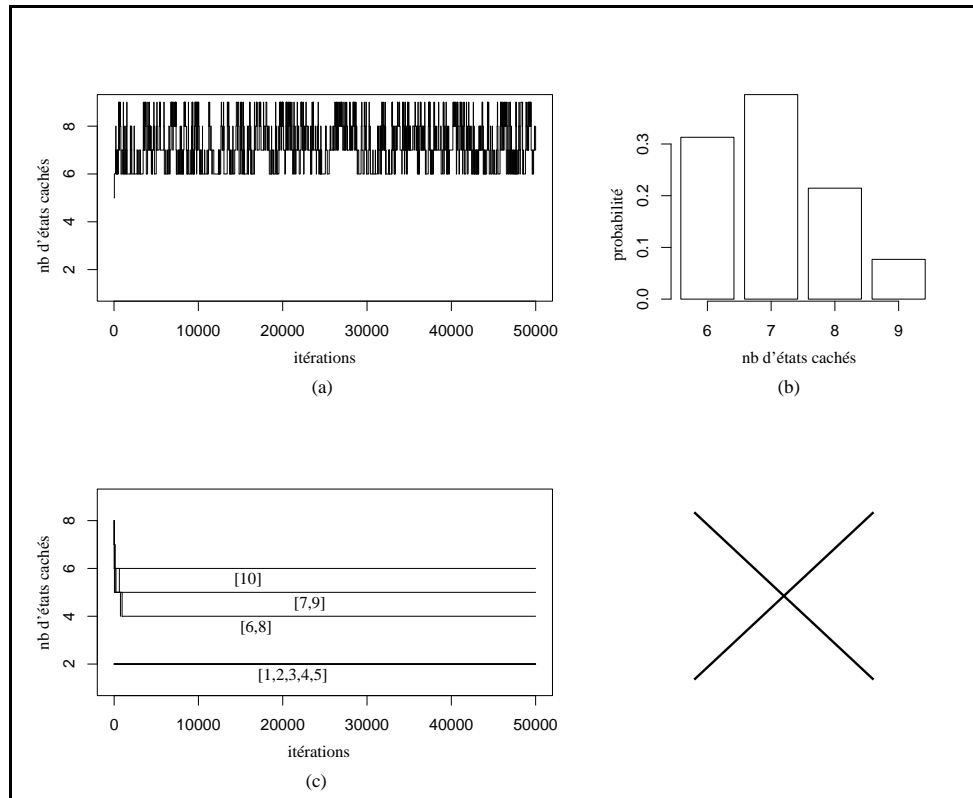 nb d'états cachés
8
6
4
2
0 10000 20000 30000 40000 50000
itérations
(a)
probabilité
0.3
0.2
0.1
0.0
6 7 8 9
nb d'états cachés
(b)
nb d'états cachés
8
6
4
2
[10]
[7,9]
[6,8]
[1,2,3,4,5]
0 10000 20000 30000 40000 50000
itérations
(c)